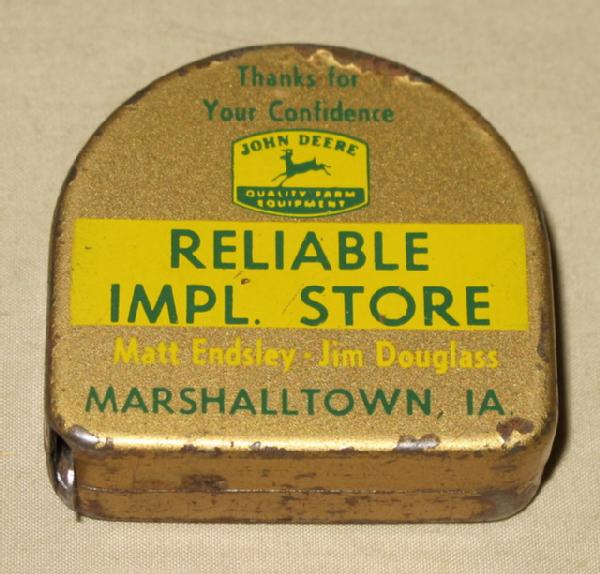 Thanks for
Your Confidence
JOHN DEERE
QUALITY FARM
EQUIPMENT
RELIABLE
IMPL. STORE
Matt Endsley · Jim Douglass
MARSHALLTOWN, IA.